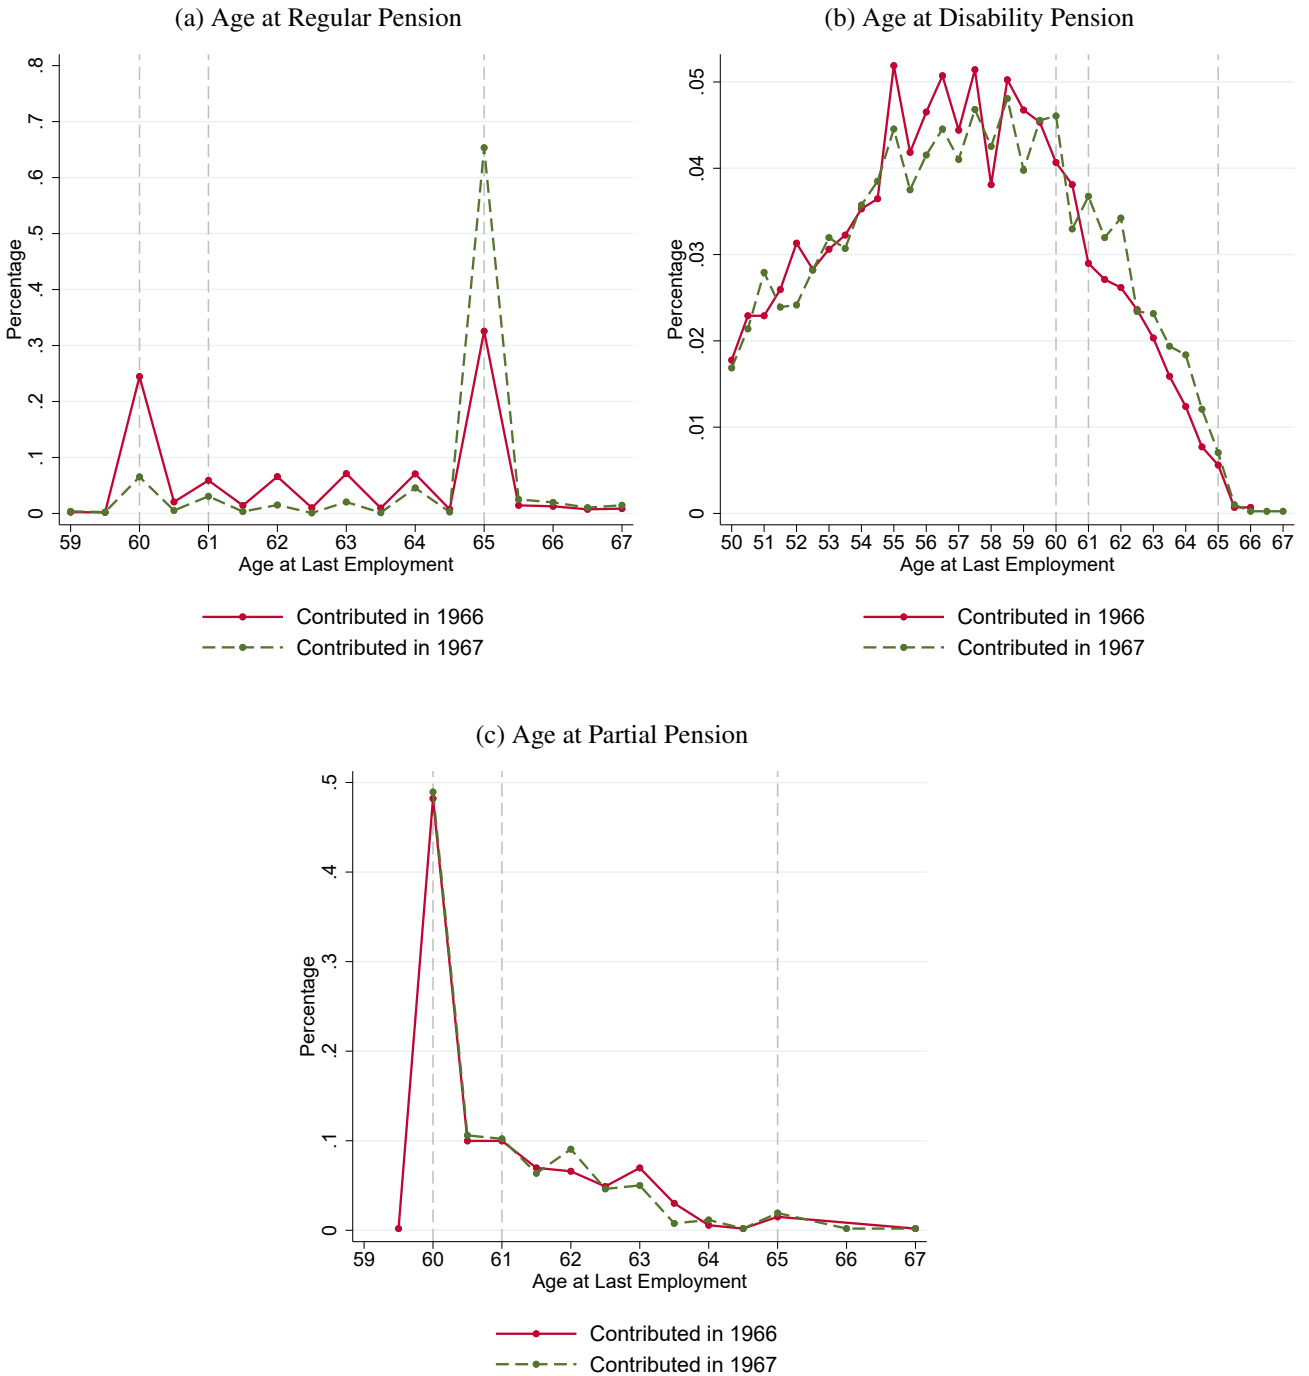 (a) Age at Regular Pension
Percentage
.8
.7
.6
.5
.4
.3
.2
.1
0
59 60 61 62 63 64 65 66 67
Age at Last Employment
Contributed in 1966
Contributed in 1967
(b) Age at Disability Pension
Percentage
.05
.04
.03
.02
.01
0
50 51 52 53 54 55 56 57 58 59 60 61 62 63 64 65 66 67
Age at Last Employment
Contributed in 1966
Contributed in 1967
(c) Age at Partial Pension
Percentage
.5
.4
.3
.2
.1
0
59 60 61 62 63 64 65 66 67
Age at Last Employment
Contributed in 1966
Contributed in 1967